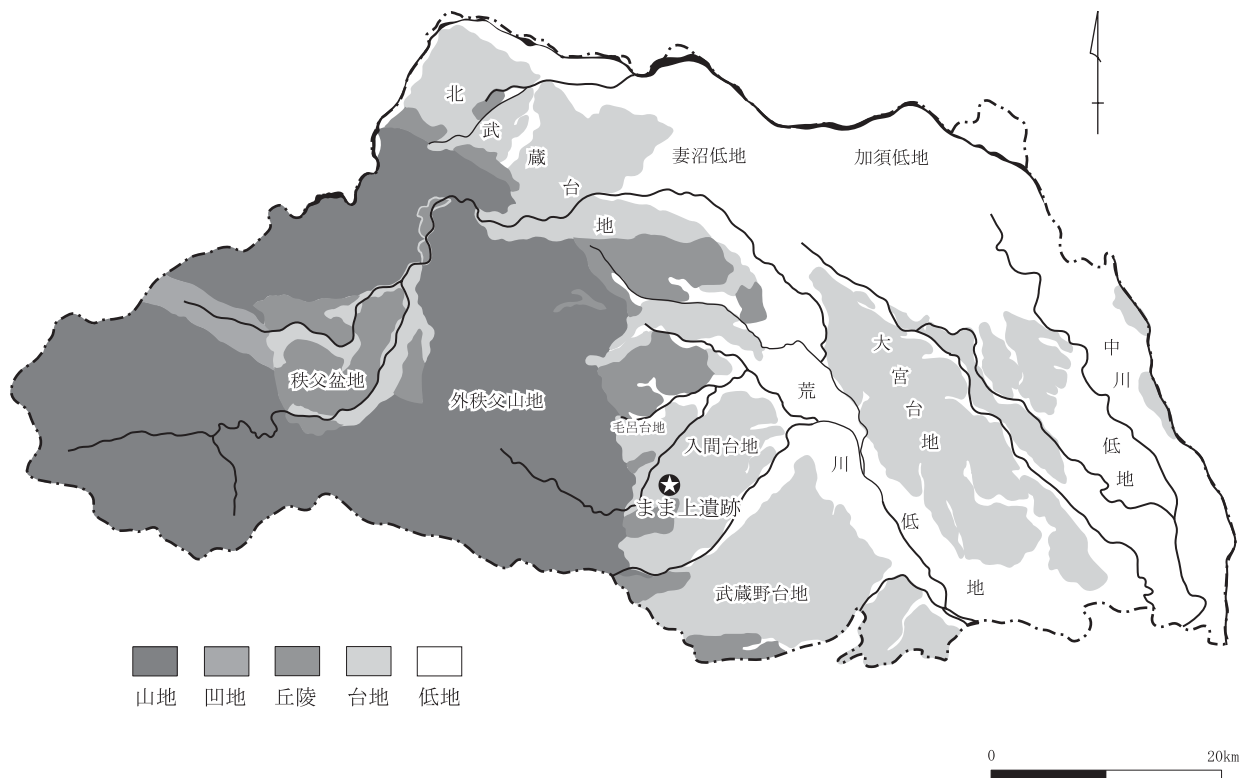 北武蔵台地
妻沼低地
加須低地
秩父盆地
外秩父山地
毛呂台地
入間台地
まま上遺跡
荒川低地
大宮台地
中川低地
武蔵野台地
山地
凹地
丘陵
台地
低地
0
20km